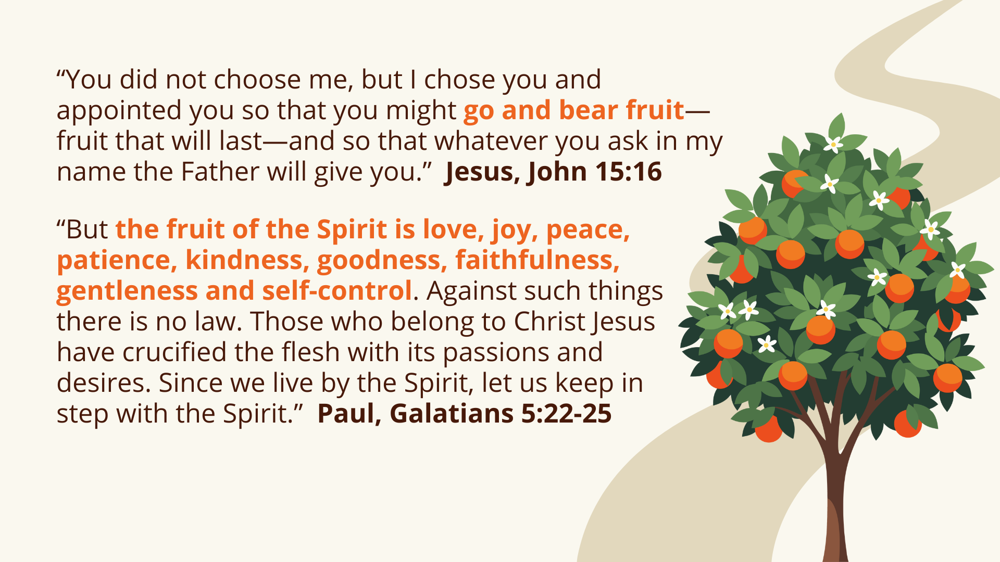 “You did not choose me, but I chose you and
appointed you so that you might go and bear fruit—
fruit that will last—and so that whatever you ask in my
name the Father will give you.”  Jesus, John 15:16
“But the fruit of the Spirit is love, joy, peace,
patience, kindness, goodness, faithfulness,
gentleness and self-control. Against such things
there is no law. Those who belong to Christ Jesus
have crucified the flesh with its passions and
desires. Since we live by the Spirit, let us keep in
step with the Spirit.”  Paul, Galatians 5:22-25